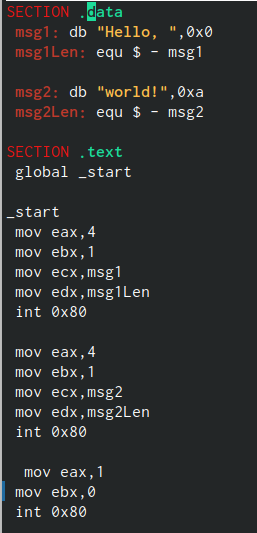 SECTION .data
msg1: db "Hello, ",0x0
msg1Len: equ $ - msg1
msg2: db "world!",0xa
msg2Len: equ $ - msg2
SECTION .text
global _start
_start
mov eax,4
mov ebx,1
mov ecx,msg1
mov edx,msg1Len
int 0x80
mov eax,4
mov ebx,1
mov ecx,msg2
mov edx,msg2Len
int 0x80
mov eax,1
mov ebx,0
int 0x80